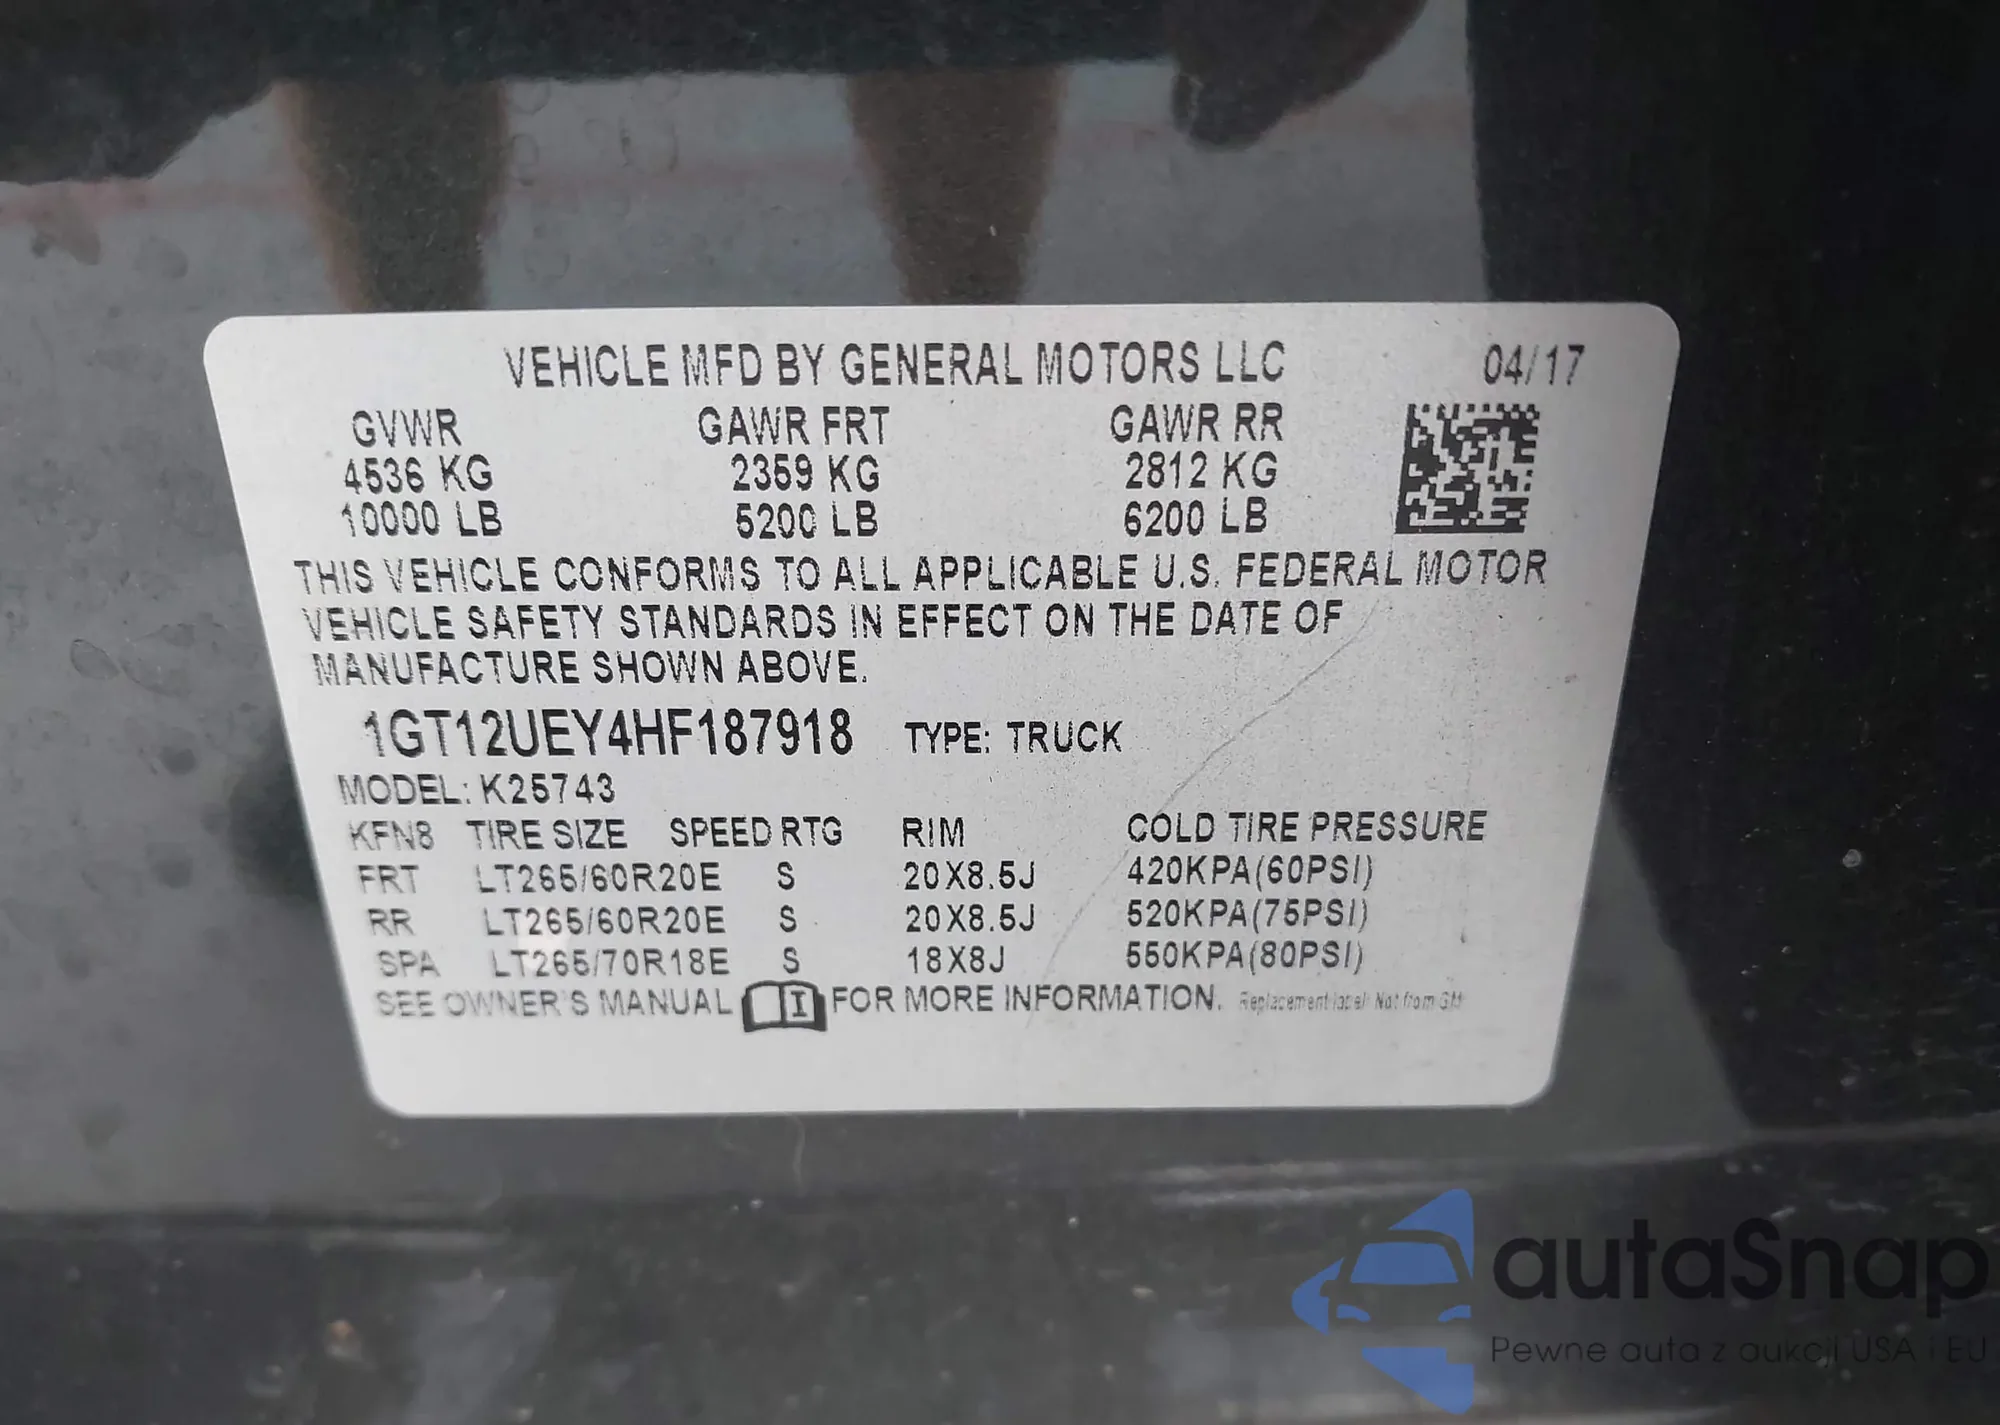 VEHICLE MFD BY GENERAL MOTORS LLC 04/17
GVWR GAWR FRT GAWR RR
4536 KG 2359 KG 2812 KG
10000 LB 5200 LB 6200 LB
THIS VEHICLE CONFORMS TO ALL APPLICABLE U.S. FEDERAL MOTOR
VEHICLE SAFETY STANDARDS IN EFFECT ON THE DATE OF
MANUFACTURE SHOWN ABOVE.
1GT12UEY4HF187918 TYPE: TRUCK
MODEL: K25743
KFN8 TIRE SIZE SPEED RTG RIM COLD TIRE PRESSURE
FRT LT265/60R20E S 20X8.5J 420KPA(60PSI)
RR LT265/60R20E S 20X8.5J 520KPA(75PSI)
SPA LT265/70R18E S 18X8J 550KPA(80PSI)
SEE OWNER'S MANUAL FOR MORE INFORMATION. Replacement label: Not from GM
autaSnap
Pewne auta z aukcji USA i EU